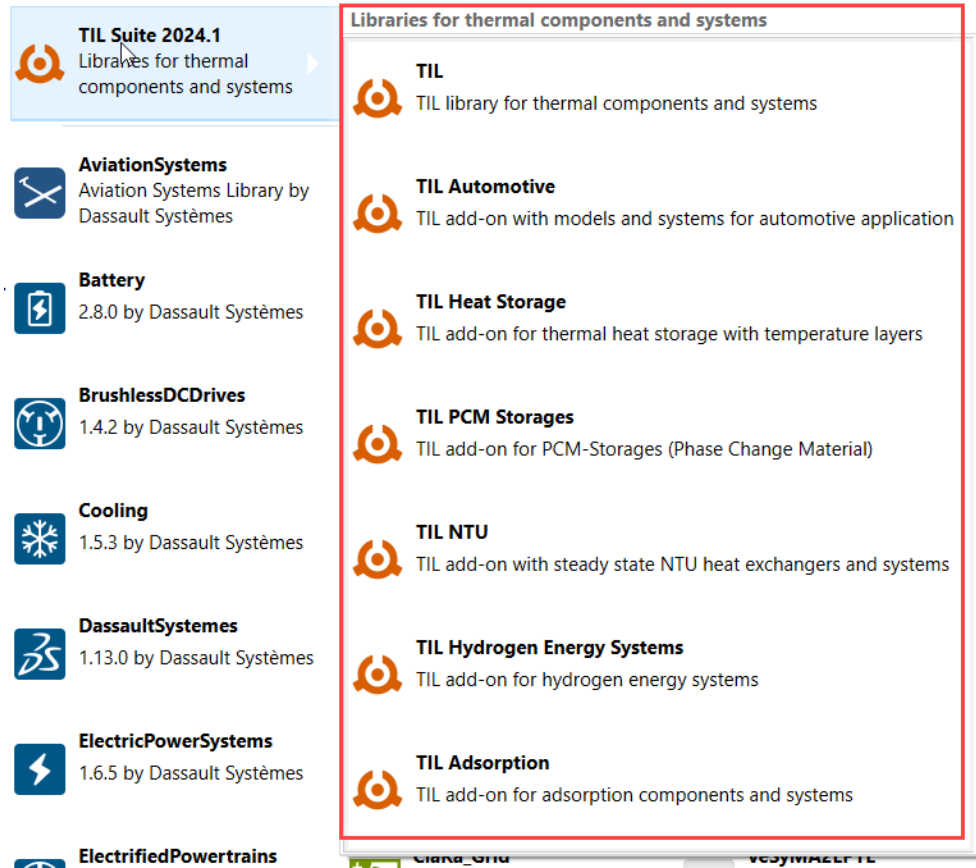 TIL Suite 2024.1
Libraries for thermal
components and systems
AviationSystems
Aviation Systems Library by
Dassault Systèmes
Battery
2.8.0 by Dassault Systèmes
BrushlessDCDrives
1.4.2 by Dassault Systèmes
Cooling
1.5.3 by Dassault Systèmes
DassaultSystemes
1.13.0 by Dassault Systèmes
ElectricPowerSystems
1.6.5 by Dassault Systèmes
ElectrifiedPowertrains
Libraries for thermal components and systems
TIL
TIL library for thermal components and systems
TIL Automotive
TIL add-on with models and systems for automotive application
TIL Heat Storage
TIL add-on for thermal heat storage with temperature layers
TIL PCM Storages
TIL add-on for PCM-Storages (Phase Change Material)
TIL NTU
TIL add-on with steady state NTU heat exchangers and systems
TIL Hydrogen Energy Systems
TIL add-on for hydrogen energy systems
TIL Adsorption
TIL add-on for adsorption components and systems